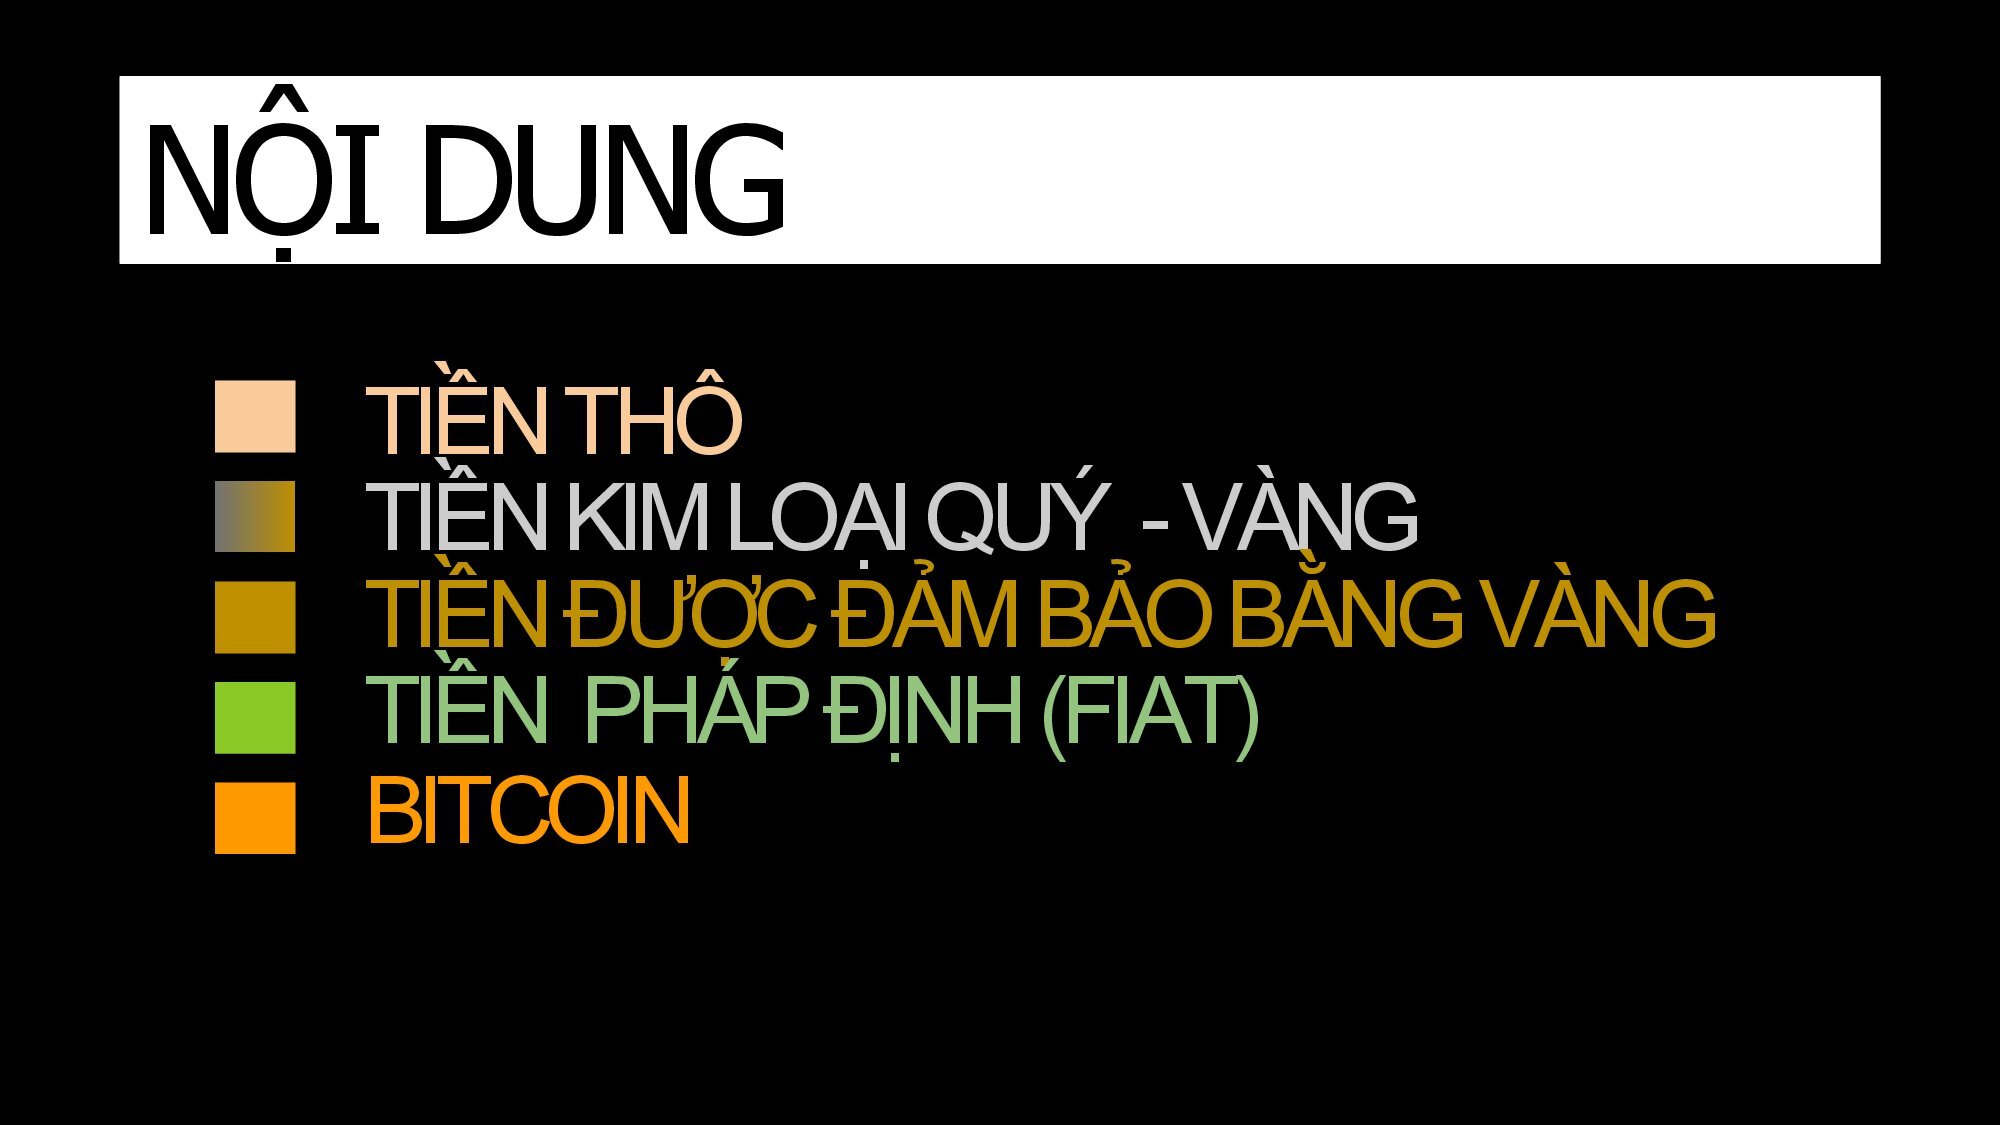 NỘI DUNG
TIỀN THÔ
TIỀN KIM LOẠI QUÝ - VÀNG
TIỀN ĐƯỢC ĐẢM BẢO BẰNG VÀNG
TIỀN PHÁP ĐỊNH (FIAT)
BITCOIN